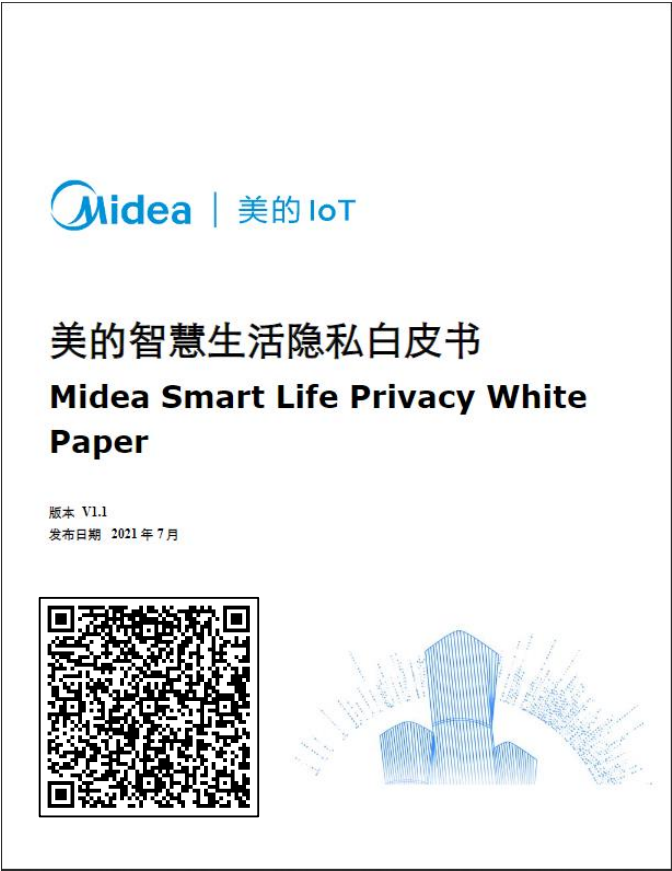 Midea | 美的 IoT
美的智慧生活隐私白皮书
Midea Smart Life Privacy White
Paper
版本 V1.1
发布日期 2021 年 7 月